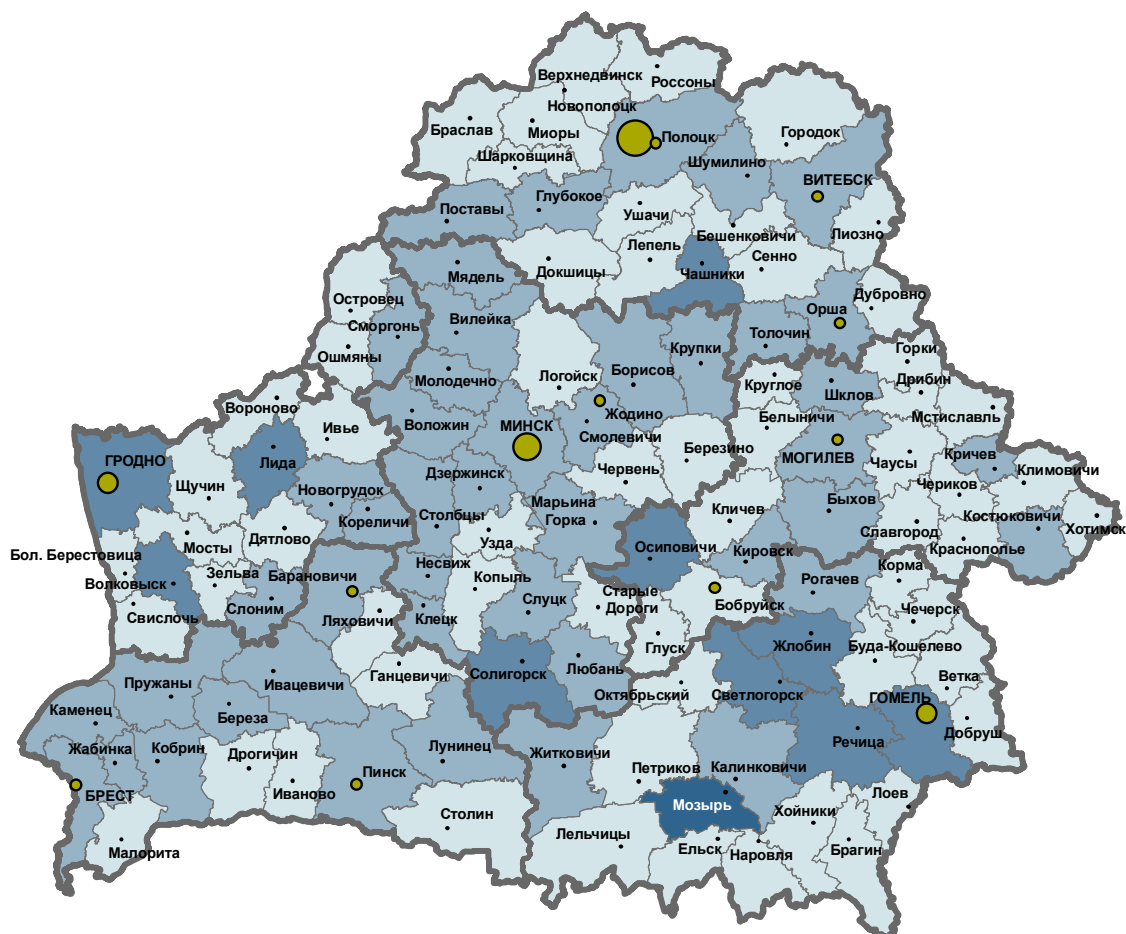 Верхнедвинск
Россоны
Новополоцк
Браслав
Миоры
Полоцк
Городок
Шарковщина
Шумилино
ВИТЕБСК
Глубокое
Поставы
Ушачи
Бешенковичи
Лиозно
Лепель
Сенно
Мядель
Докшицы
Чашники
Островец
Дубровно
Сморгонь
Вилейка
Орша
Толочин
Ошмяны
Крупки
Горки
Молодечно
Логойск
Борисов
Круглое
Дрибин
Шклов
Вороново
Жодино
Мстиславль
Ивье
Воложин
МИНСК
Смолевичи
Белыничи
Березино
ГРОДНО
Лида
Червень
МОГИЛЕВ
Чаусы
Кричев
Климовичи
Щучин
Новогрудок
Дзержинск
Чериков
Кореличи
Столбцы
Марьина
Горка
Кличев
Быхов
Костюковичи
Славгород
Хотимск
Бол. Берестовица
Мосты
Дятлово
Узда
Осиповичи
Кировск
Краснополье
Волковыск
Зельва
Барановичи
Несвиж
Копыль
Рогачев
Корма
Свислочь
Слоним
Ляховичи
Клецк
Слуцк
Старые
Дороги
Бобруйск
Чечерск
Глуск
Жлобин
Буда-Кошелево
Пружаны
Ивацевичи
Ганцевичи
Солигорск
Любань
Октябрьский
Светлогорск
Ветка
ГОМЕЛЬ
Каменец
Береза
Добруш
Жабинка
Кобрин
Дрогичин
Лунинец
Житковичи
Речица
БРЕСТ
Иваново
Пинск
Петриков
Калинковичи
Лоев
Столин
Мозырь
Хойники
Малорита
Лельчицы
Ельск
Наровля
Брагин